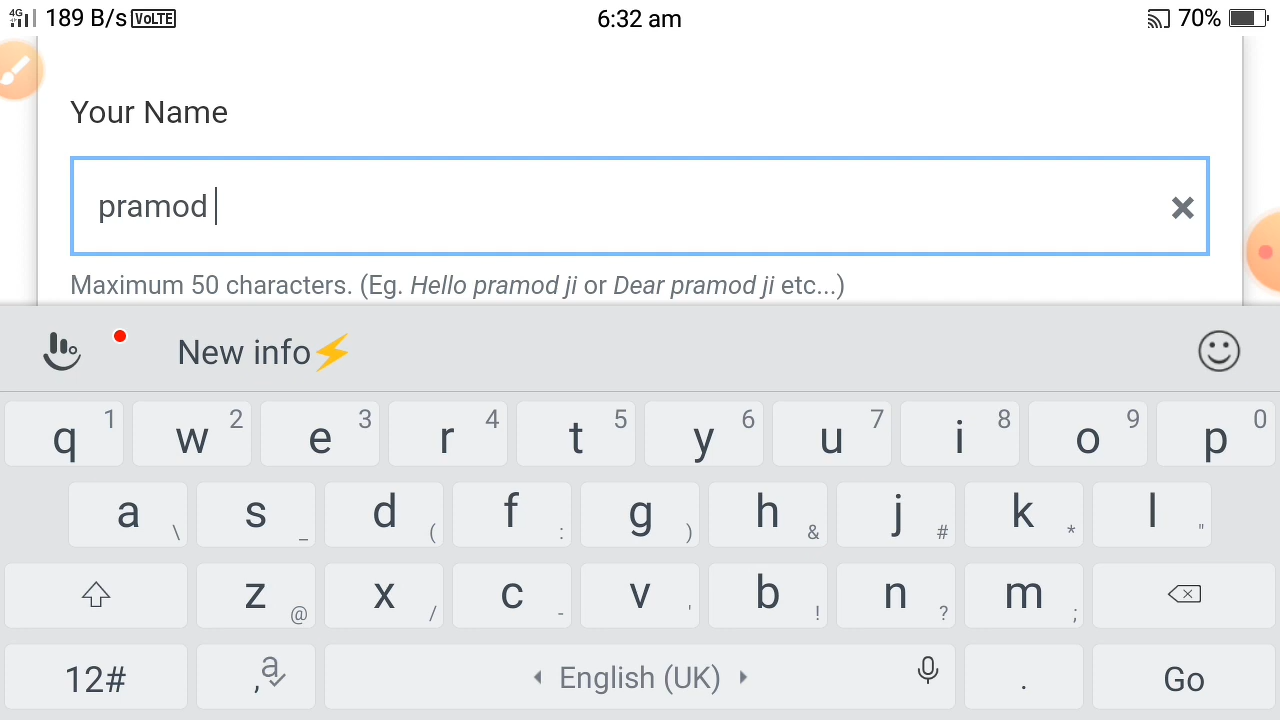 4G 189 B/s VoLTE 6:32 am 70%
Your Name
pramod
Maximum 50 characters. (Eg. Hello pramod ji or Dear pramod ji etc...)
New info⚡
q 1 w 2 e 3 r 4 t 5 y 6 u 7 i 8 o 9 p 0
a \ s _ d ( f : g ) h & j # k * l "
z @ x / c - v ' b ! n ? m ;
12# , a English (UK) . Go